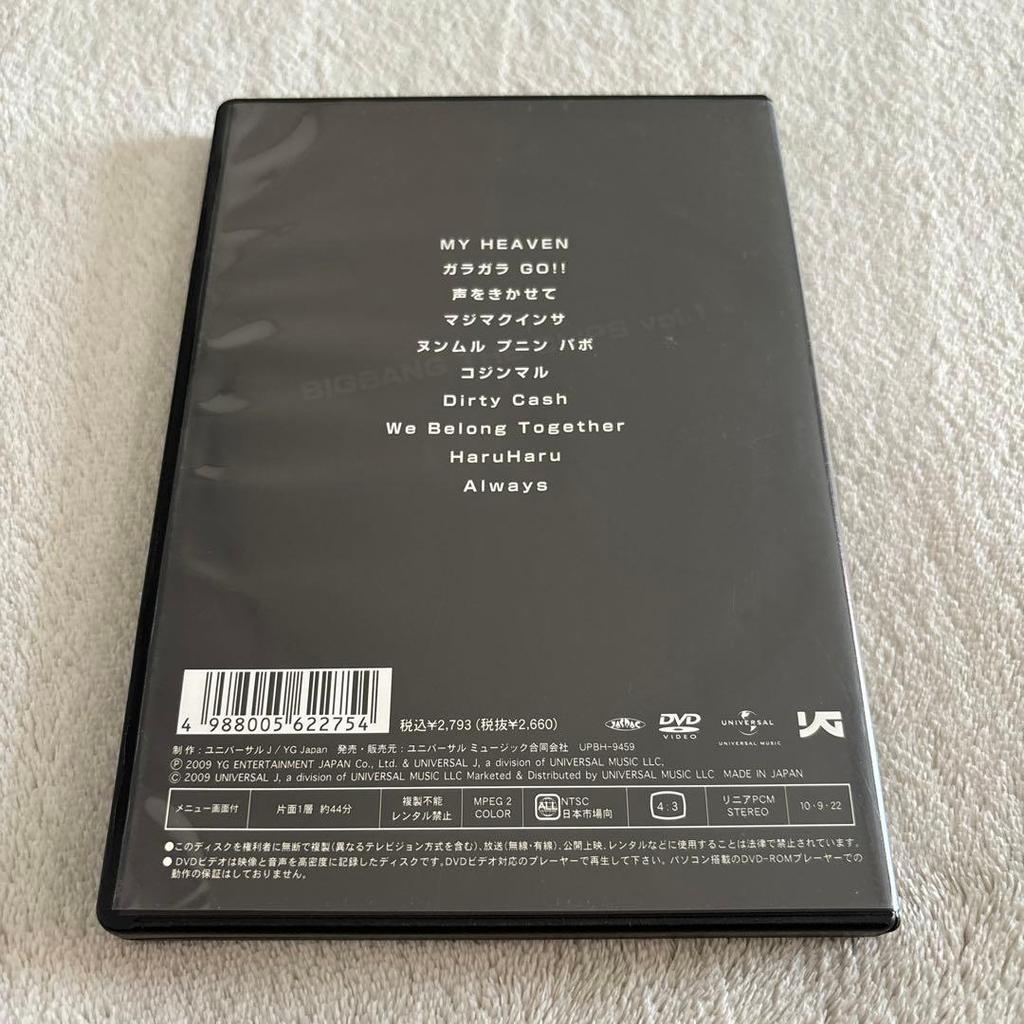 MY HEAVEN
ガラガラ GO!!
声をきかせて
マジマクインサ
ヌンムル プニン パボ
コジンマル
Dirty Cash
We Belong Together
HaruHaru
Always
BIGBANG vol.1
4 988005 622754
税込¥2,793 (税抜¥2,660)
JASRAC
DVD VIDEO
UNIVERSAL
UNIVERSAL MUSIC
YG
制作:ユニバーサル J / YG Japan 発売・販売元:ユニバーサル ミュージック合同会社 UPBH-9459
Ⓟ 2009 YG ENTERTAINMENT JAPAN Co., Ltd. & UNIVERSAL J, a division of UNIVERSAL MUSIC LLC,
Ⓒ 2009 UNIVERSAL J, a division of UNIVERSAL MUSIC LLC Marketed & Distributed by UNIVERSAL MUSIC LLC MADE IN JAPAN
メニュー画面付
片面1層 約44分
複製不能
レンタル禁止
MPEG 2
COLOR
ALL
NTSC
日本市場向
4:3
リニアPCM
STEREO
10・9・22
●このディスクを権利者に無断で複製(異なるテレビジョン方式を含む)、放送(無線・有線)、公開上映、レンタルなどに使用することは法律で禁止されています。
●DVDビデオは映像と音声を高密度に記録したディスクです。DVDビデオ対応のプレーヤーで再生して下さい。パソコン搭載のDVD-ROMプレーヤーでの
動作の保証はしておりません。